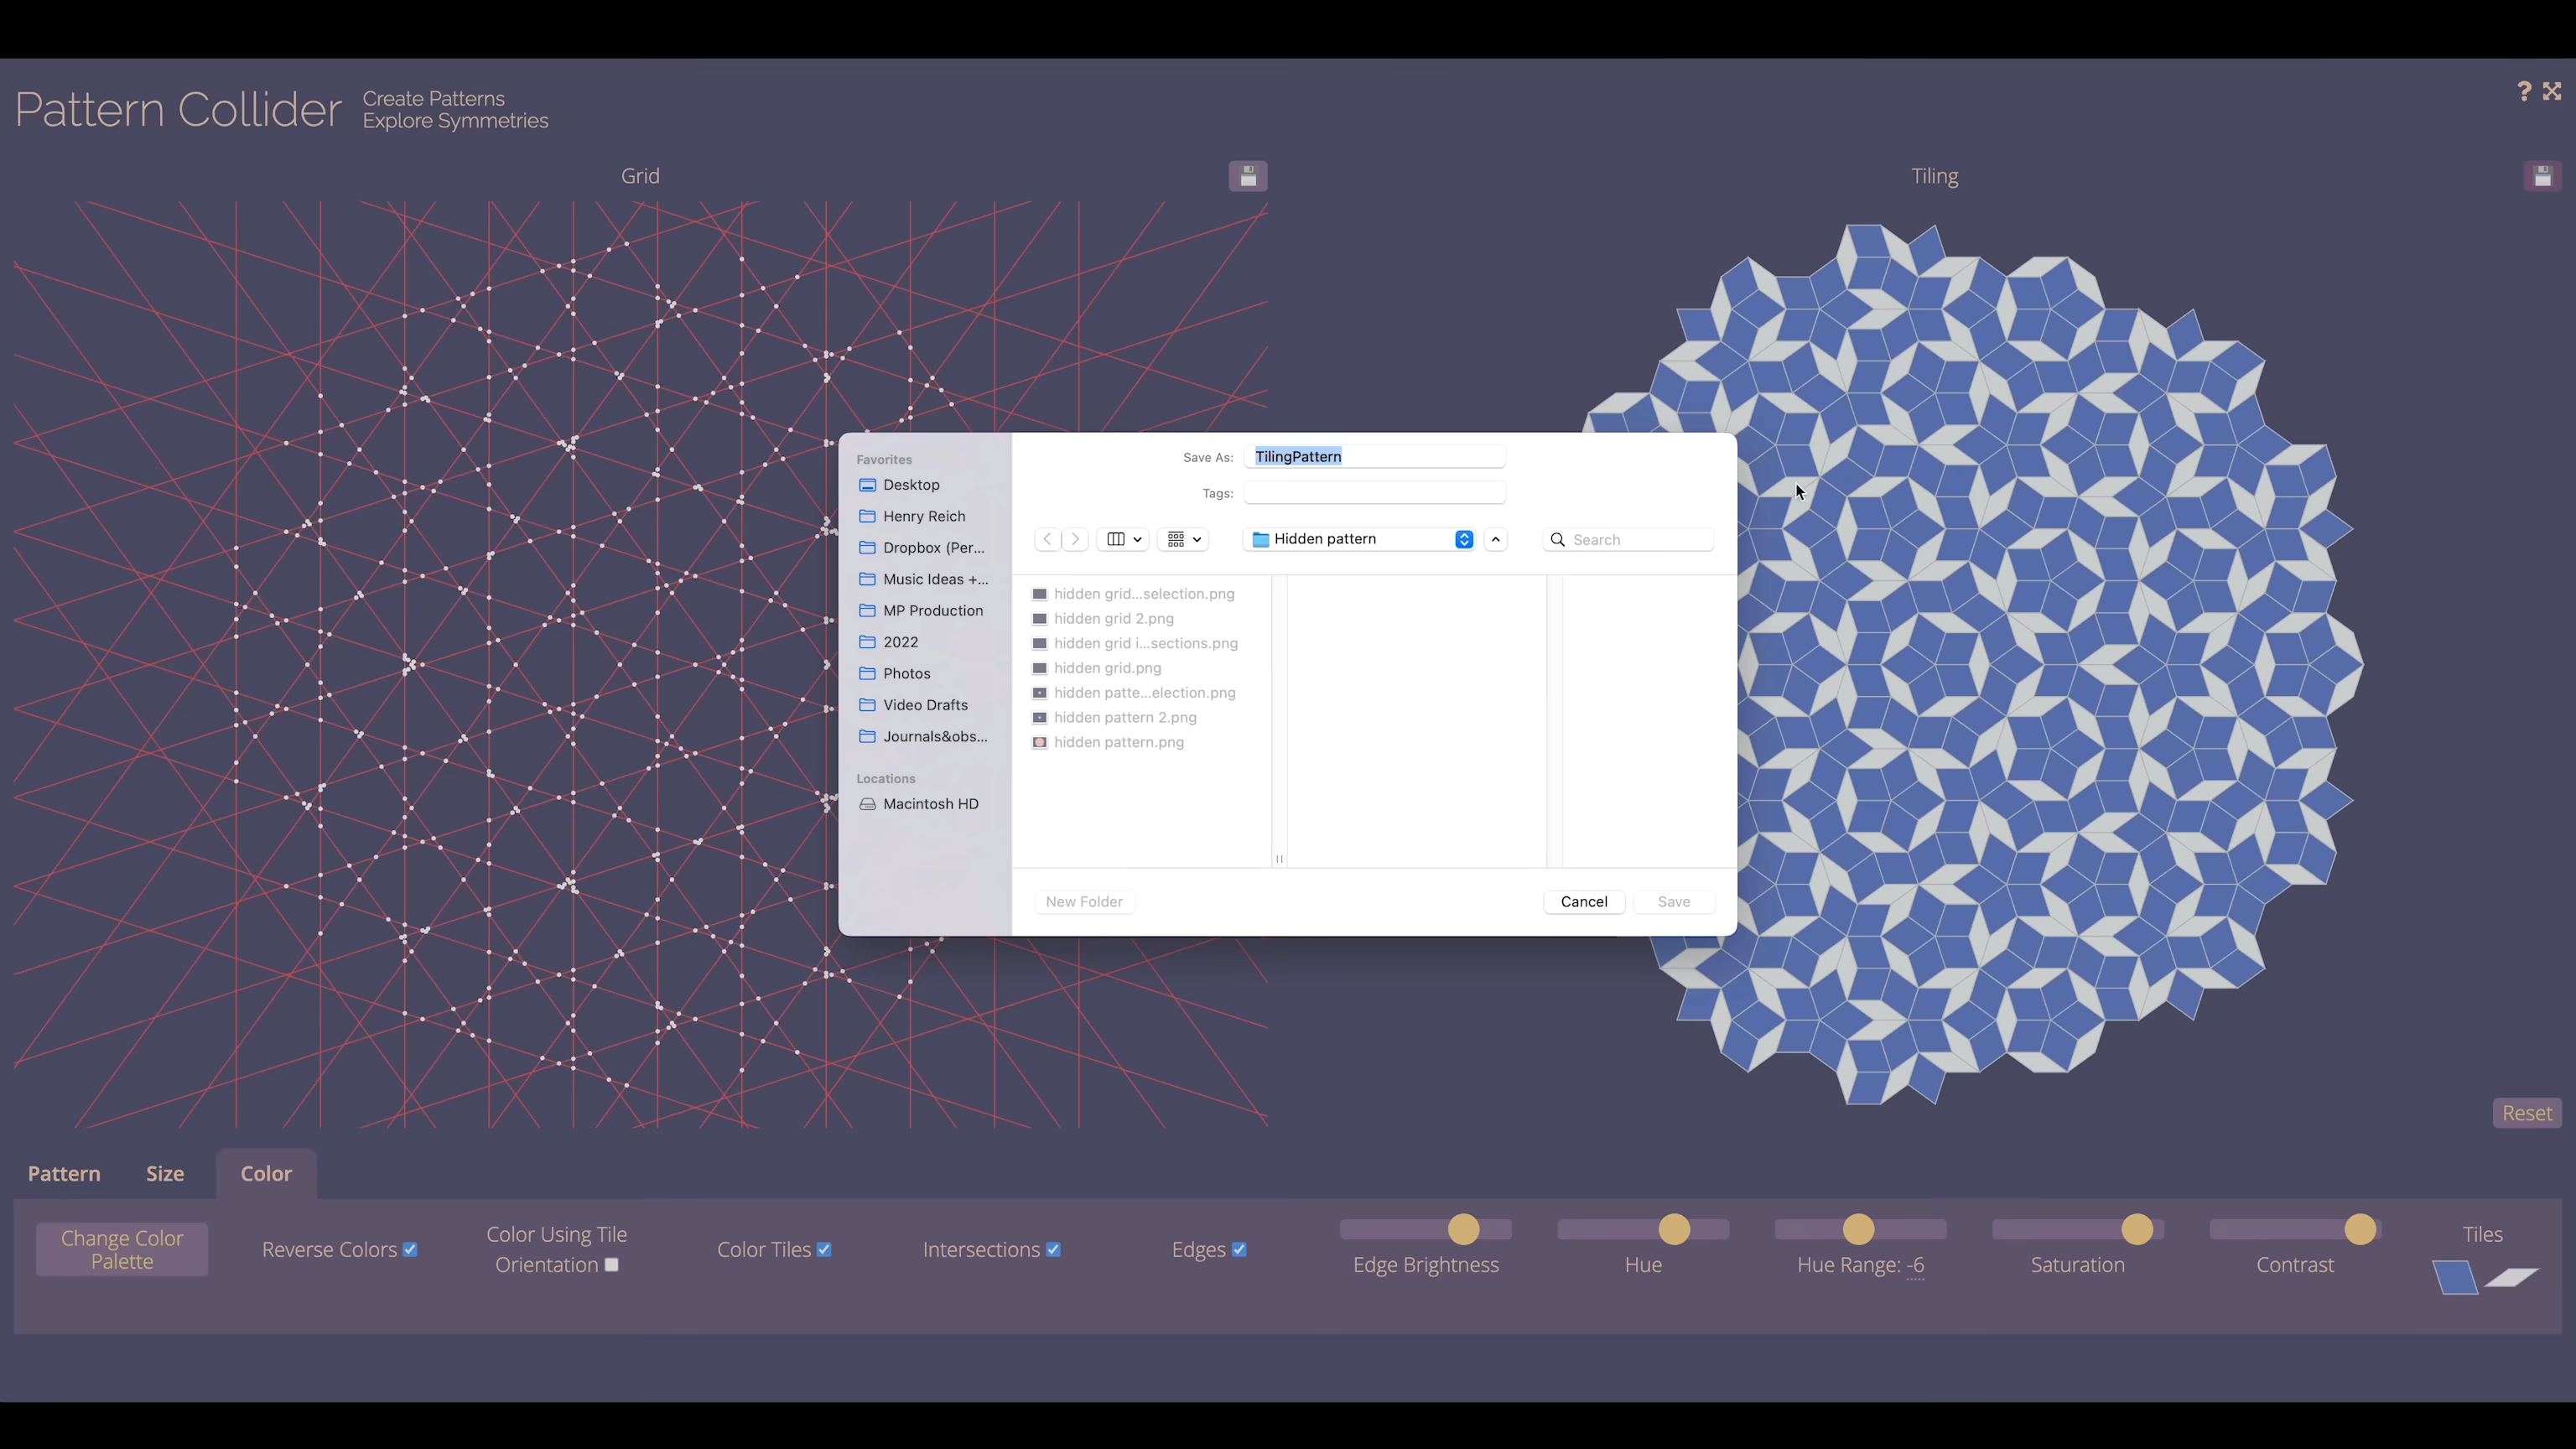 Pattern Collider
Create Patterns
Explore Symmetries
?
Grid
Tiling
Favorites
Desktop
Henry Reich
Dropbox (Per...
Music Ideas +...
MP Production
2022
Photos
Video Drafts
Journals&obs...
Locations
Macintosh HD
Save As: TilingPattern
Tags:
Hidden pattern
Search
hidden grid...selection.png
hidden grid 2.png
hidden grid i...sections.png
hidden grid.png
hidden patte...election.png
hidden pattern 2.png
hidden pattern.png
New Folder
Cancel
Save
Reset
Pattern
Size
Color
Change Color
Palette
Reverse Colors
Color Using Tile
Orientation
Color Tiles
Intersections
Edges
Edge Brightness
Hue
Hue Range: -6
Saturation
Contrast
Tiles